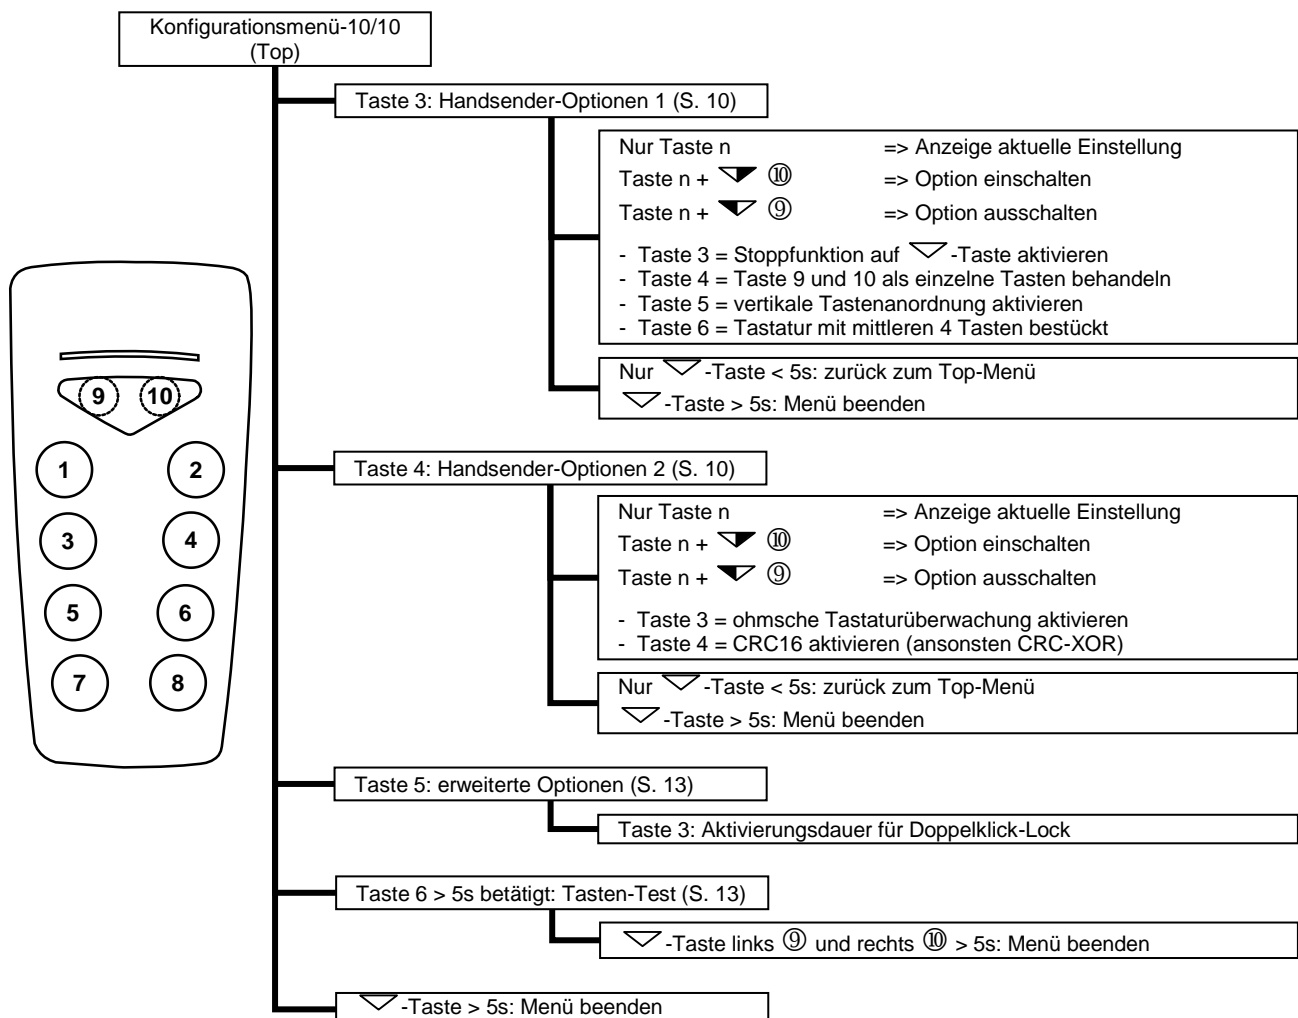 Konfigurationsmenü-10/10
(Top)
Taste 3: Handsender-Optionen 1 (S. 10)
Nur Taste n => Anzeige aktuelle Einstellung
Taste n + ⑩ => Option einschalten
Taste n + ⑨ => Option ausschalten
- Taste 3 = Stoppfunktion auf -Taste aktivieren
- Taste 4 = Taste 9 und 10 als einzelne Tasten behandeln
- Taste 5 = vertikale Tastenanordnung aktivieren
- Taste 6 = Tastatur mit mittleren 4 Tasten bestückt
Nur -Taste < 5s: zurück zum Top-Menü
-Taste > 5s: Menü beenden
9 10
1 2
3 4
5 6
7 8
Taste 4: Handsender-Optionen 2 (S. 10)
Nur Taste n => Anzeige aktuelle Einstellung
Taste n + ⑩ => Option einschalten
Taste n + ⑨ => Option ausschalten
- Taste 3 = ohmsche Tastaturüberwachung aktivieren
- Taste 4 = CRC16 aktivieren (ansonsten CRC-XOR)
Nur -Taste < 5s: zurück zum Top-Menü
-Taste > 5s: Menü beenden
Taste 5: erweiterte Optionen (S. 13)
Taste 3: Aktivierungsdauer für Doppelklick-Lock
Taste 6 > 5s betätigt: Tasten-Test (S. 13)
-Taste links ⑨ und rechts ⑩ > 5s: Menü beenden
-Taste > 5s: Menü beenden